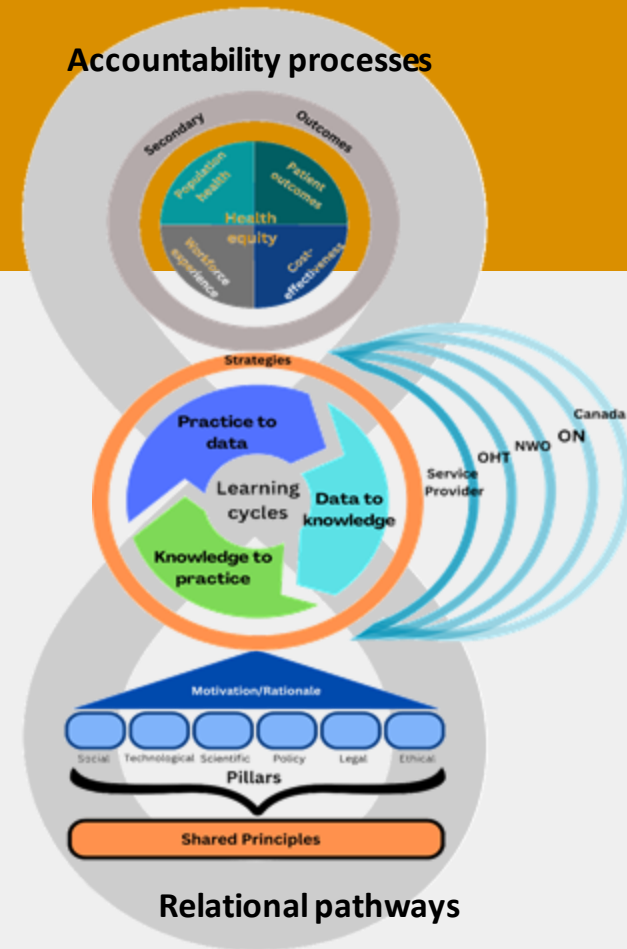 Accountability processes
Secondary
Outcomes
Population
health
Patient
outcomes
Health
equity
Workforce
experience
Cost-
effectiveness
Strategies
Practice to
data
Learning
cycles
Data to
knowledge
Knowledge to
practice
Service
Provider
OHT
NWO
ON
Canada
Motivation/Rationale
Social
Technological
Scientific
Policy
Legal
Ethical
Pillars
Shared Principles
Relational pathways